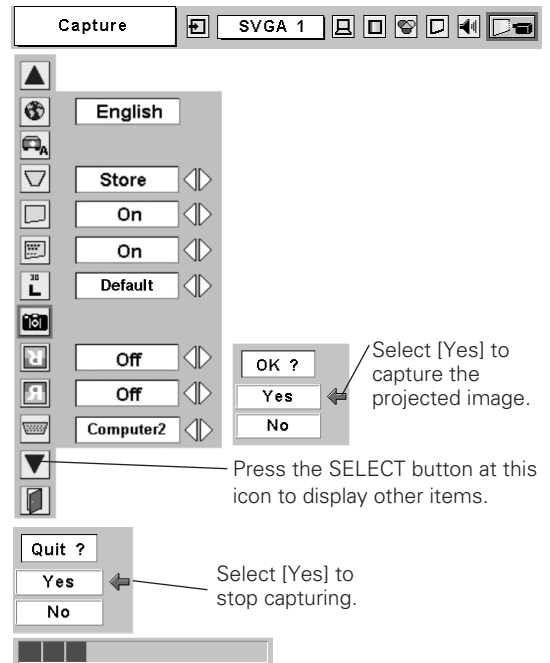 Capture
SVGA 1
English
A
Store
On
On
30
L
Default
R
Off
R
Off
Computer2
OK ?
Yes
No
Select [Yes] to
capture the
projected image.
Press the SELECT button at this
icon to display other items.
Quit ?
Yes
No
Select [Yes] to
stop capturing.